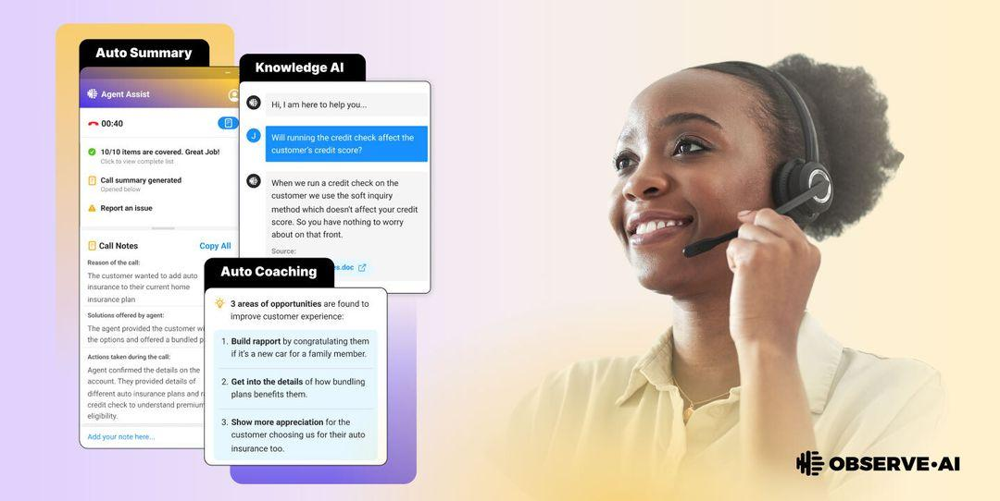 Auto Summary
Agent Assist
00:40
10/10 items are covered. Great Job!
Click to view complete list
Call summary generated
Opened below
Report an issue
Call Notes
Copy All
Reason of the call:
The customer wanted to add auto
insurance to their current home
insurance plan
Solutions offered by agent:
The agent provided the customer
the options and offered a bundled
Actions taken during the call:
Agent confirmed the details on the
account. They provided details of
different auto insurance plans and
credit check to understand premium
eligibility.
Add your note here...
Knowledge AI
Hi, I am here to help you...
J
Will running the credit check affect the
customer's credit score?
When we run a credit check on the
customer we use the soft inquiry
method which doesn't affect your credit
score. So you have nothing to worry
about on that front.
Source:
es.doc
Auto Coaching
3 areas of opportunities are found to
improve customer experience:
1. Build rapport by congratulating them
if it's a new car for a family member.
2. Get into the details of how bundling
plans benefits them.
3. Show more appreciation for the
customer choosing us for their auto
insurance too.
OBSERVE•AI